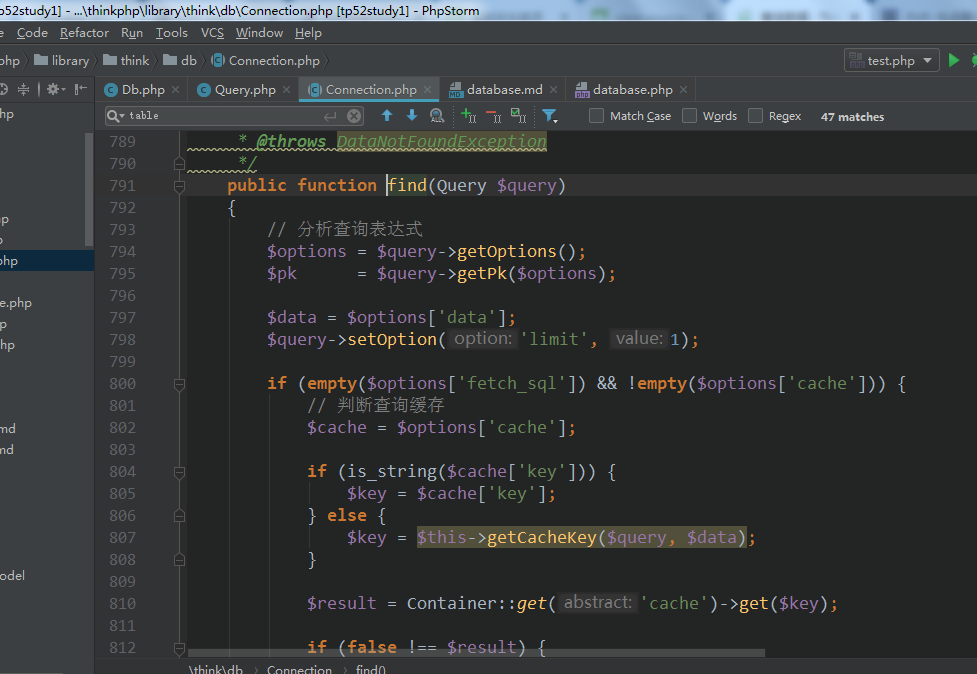 p52study1] - ...\thinkphp\library\think\db\Connection.php [tp52study1] - PhpStorm
e Code Refactor Run Tools VCS Window Help
php library think db Connection.php test.php
Db.php Query.php Connection.php database.md database.php
hp
table Match Case Words Regex 47 matches
789 * @throws DataNotFoundException
790 */
791 public function find(Query $query)
792 {
793 // 分析查询表达式
794 $options = $query->getOptions();
795 $pk = $query->getPk($options);
796
797 $data = $options['data'];
798 $query->setOption( option: 'limit', value: 1);
799
800 if (empty($options['fetch_sql']) && !empty($options['cache'])) {
801 // 判断查询缓存
802 $cache = $options['cache'];
803
804 if (is_string($cache['key'])) {
805 $key = $cache['key'];
806 } else {
807 $key = $this->getCacheKey($query, $data);
808 }
809
810 $result = Container::get( abstract: 'cache')->get($key);
811
812 if (false !== $result) {
p
php
e.php
p
hp
md
md
odel
\think\db Connection find()